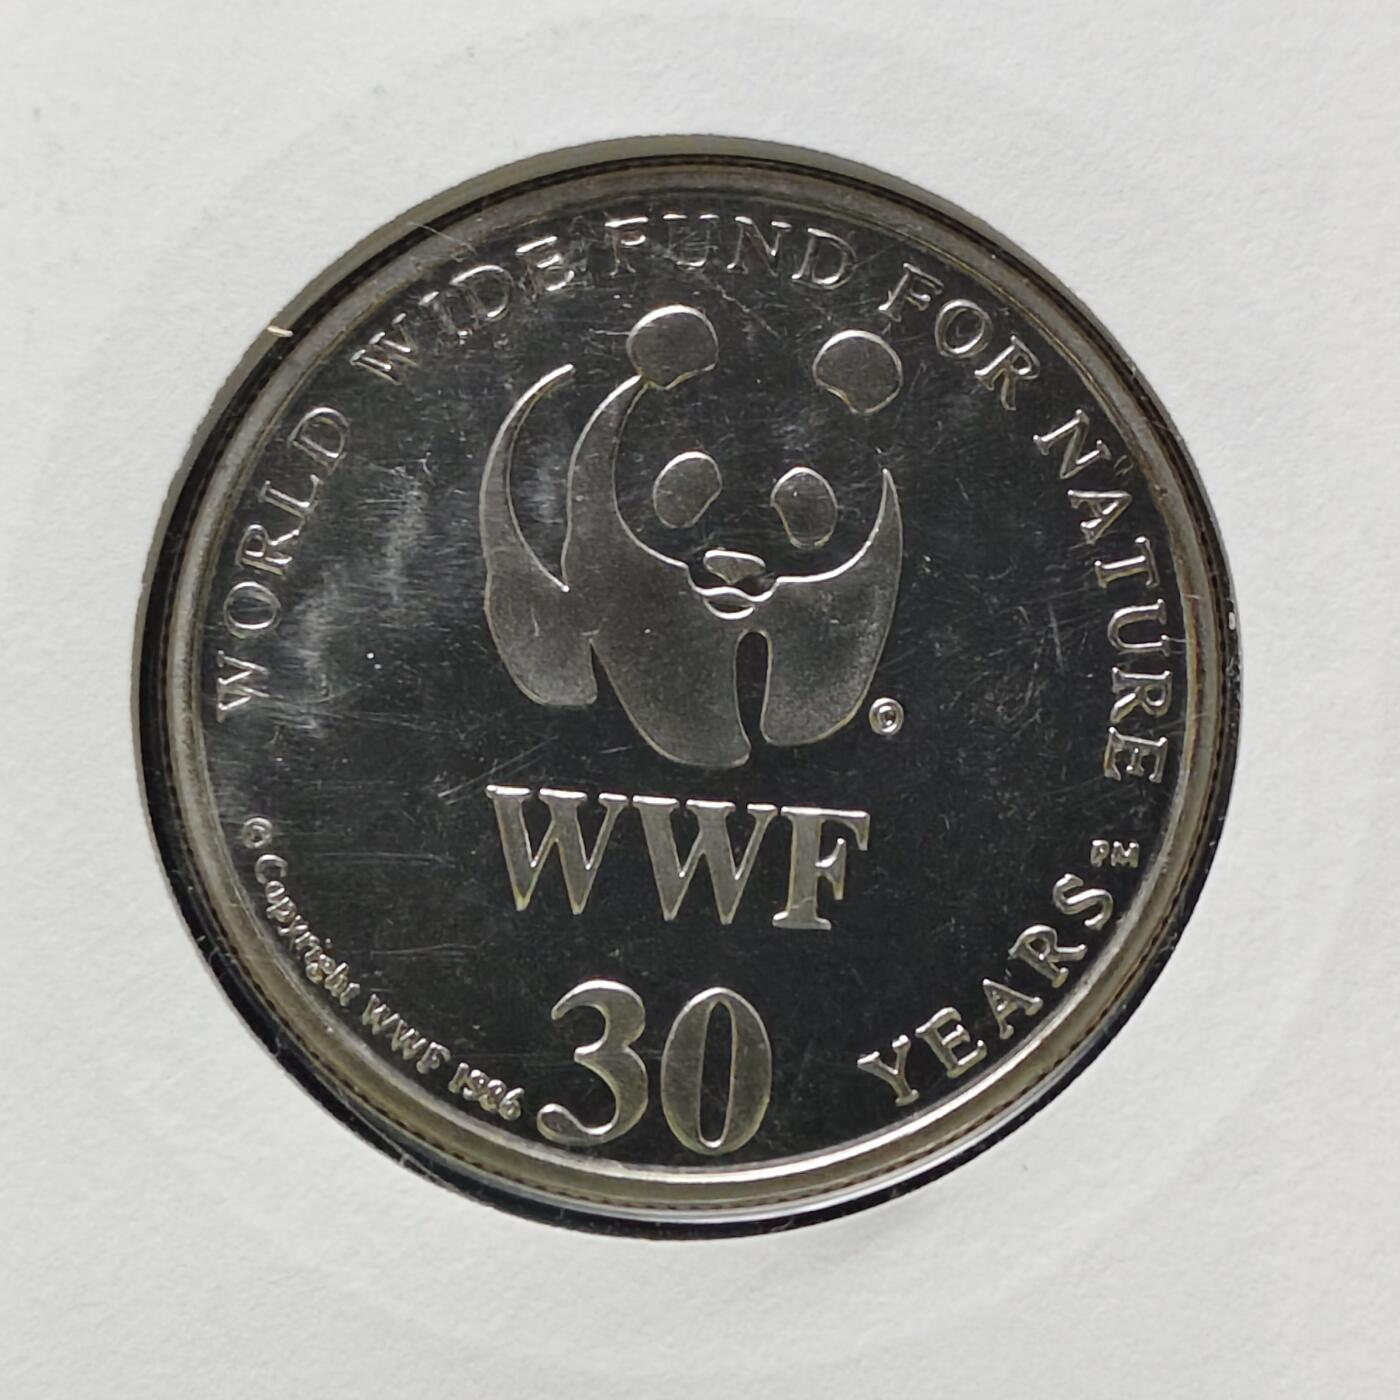 WORLD WIDE FUND FOR NATURE
©
WWF
30 YEARS
PM
© Copyright WWF 1986